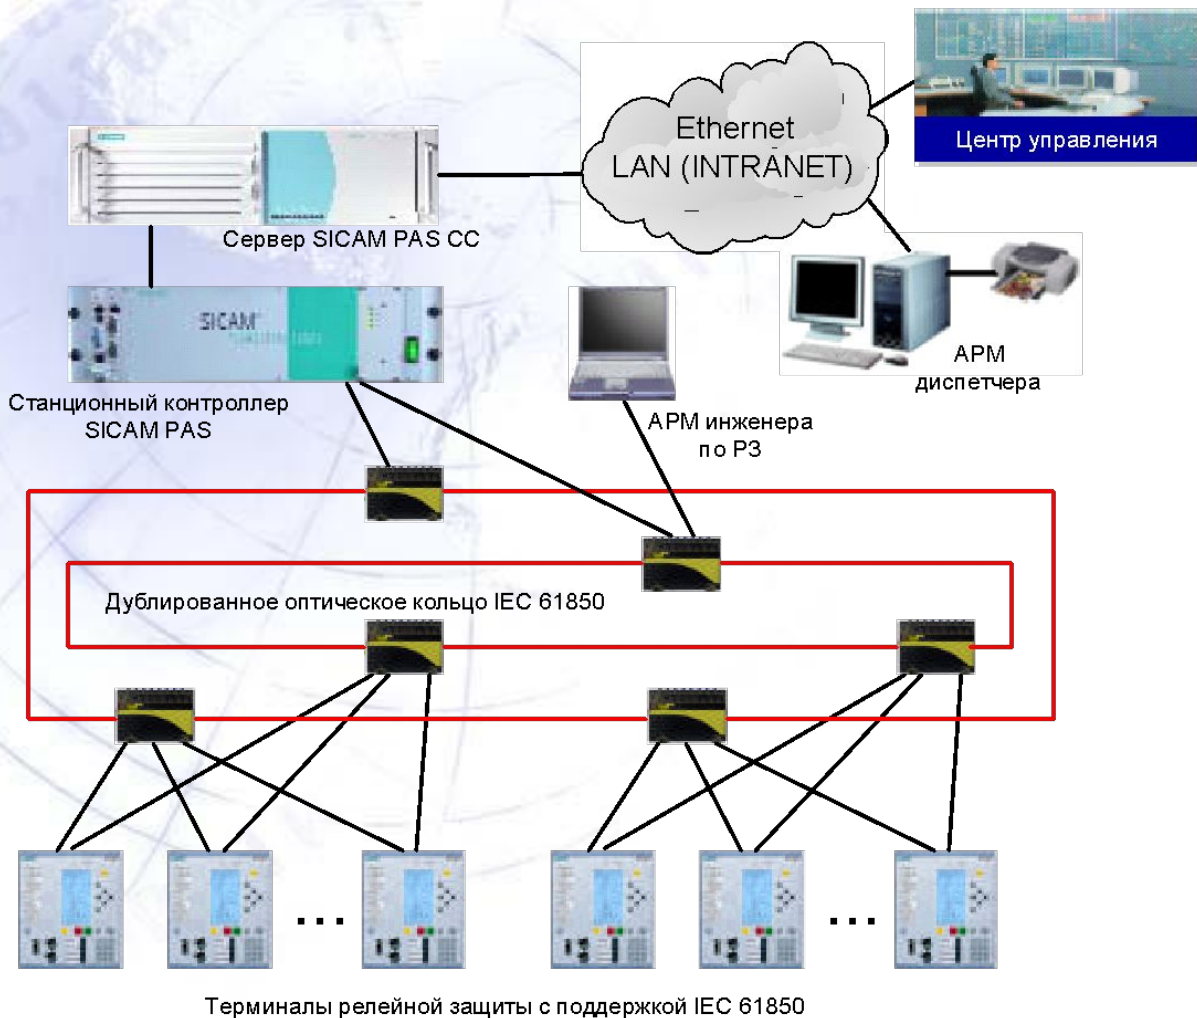 Ethernet
LAN (INTRANET)
Центр управления
Сервер SICAM PAS CC
SICAM
АРМ
диспетчера
Станционный контроллер
SICAM PAS
АРМ инженера
по РЗ
Дублированное оптическое кольцо IEC 61850
...
...
Терминалы релейной защиты с поддержкой IEC 61850